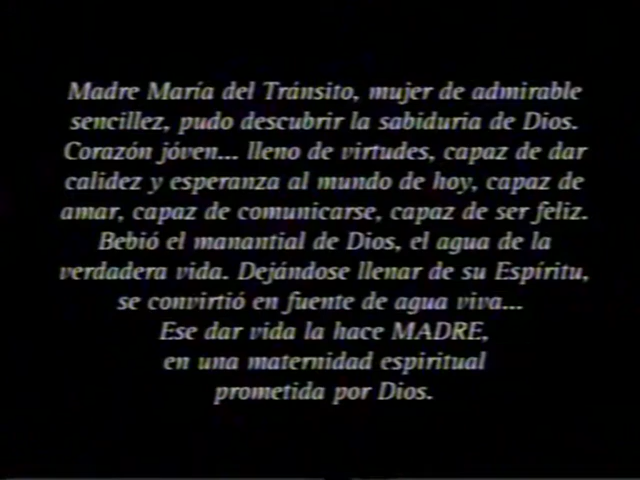 Madre María del Tránsito, mujer de admirable
sencillez, pudo descubrir la sabiduria de Dios.
Corazón jóven... lleno de virtudes, capaz de dar
calidez y esperanza al mundo de hoy, capaz de
amar, capaz de comunicarse, capaz de ser feliz.
Bebió el manantial de Dios, el agua de la
verdadera vida. Dejándose llenar de su Espíritu,
se convirtió en fuente de agua viva...
Ese dar vida la hace MADRE,
en una maternidad espiritual
prometida por Dios.